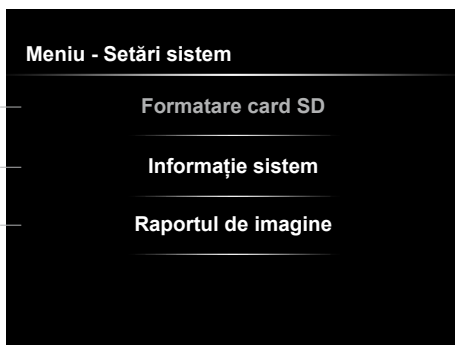 Meniu - Setări sistem
Formatare card SD
Informație sistem
Raportul de imagine